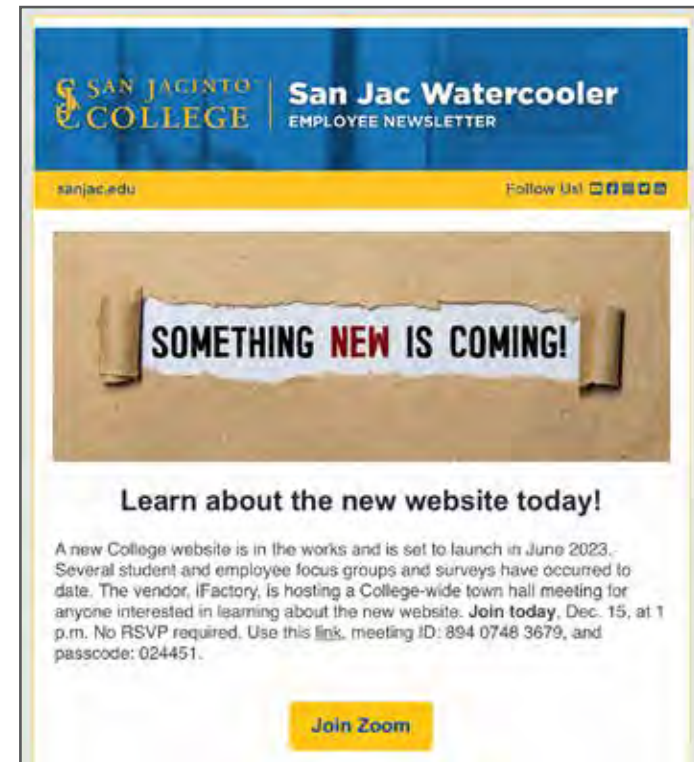 SAN JACINTO
COLLEGE
San Jac Watercooler
EMPLOYEE NEWSLETTER
sanjac.edu
Follow Us!
SOMETHING NEW IS COMING!
Learn about the new website today!
A new College website is in the works and is set to launch in June 2023.
Several student and employee focus groups and surveys have occurred to
date. The vendor, iFactory, is hosting a College-wide town hall meeting for
anyone interested in learning about the new website. Join today, Dec. 15, at 1
p.m. No RSVP required. Use this link, meeting ID: 894 0748 3679, and
passcode: 024451.
Join Zoom